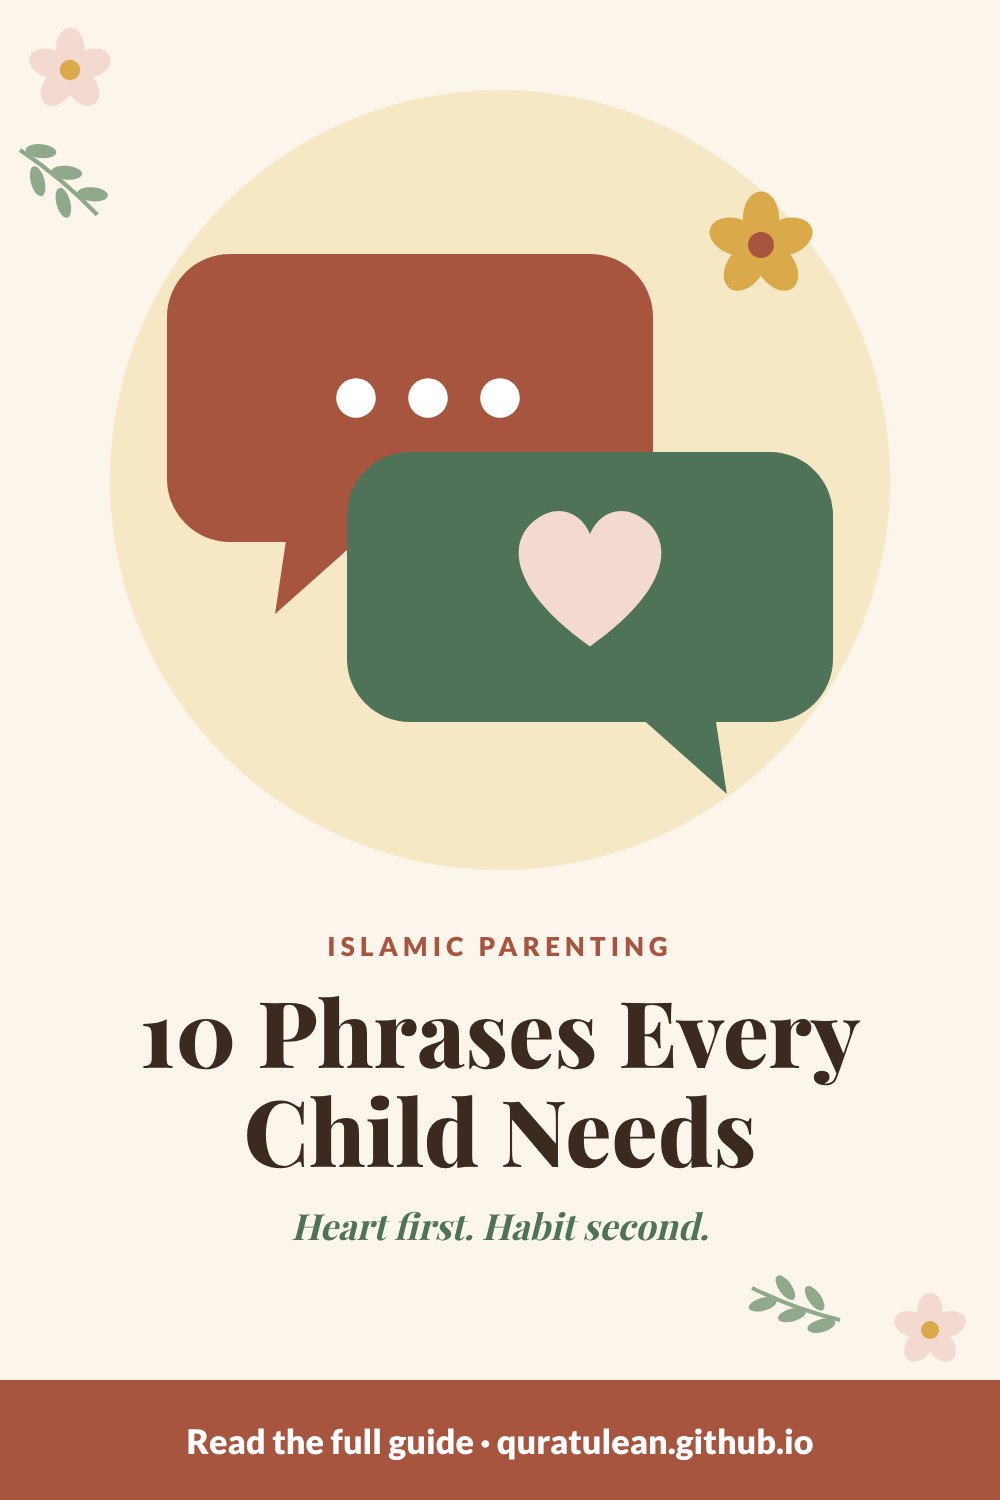 ISLAMIC PARENTING
10 Phrases Every
Child Needs
Heart first. Habit second.
Read the full guide · quratulean.github.io